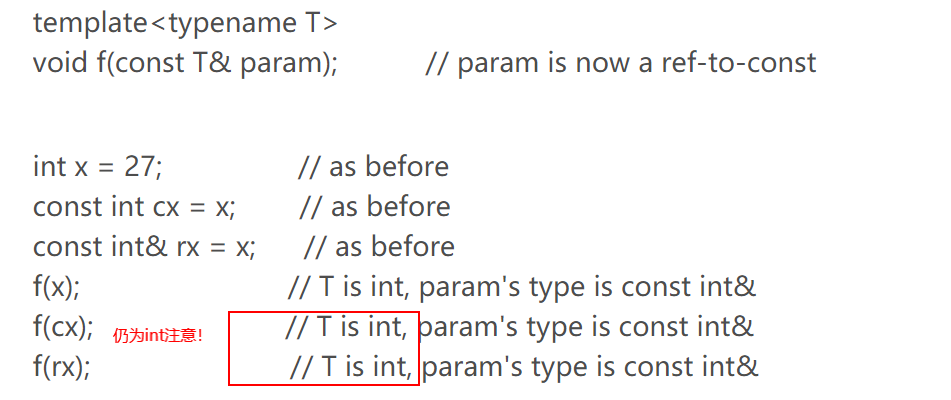 template<typename T>
void f(const T& param); // param is now a ref-to-const
int x = 27; // as before
const int cx = x; // as before
const int& rx = x; // as before
f(x); // T is int, param's type is const int&
f(cx); 仍为int注意! // T is int, param's type is const int&
f(rx); // T is int, param's type is const int&